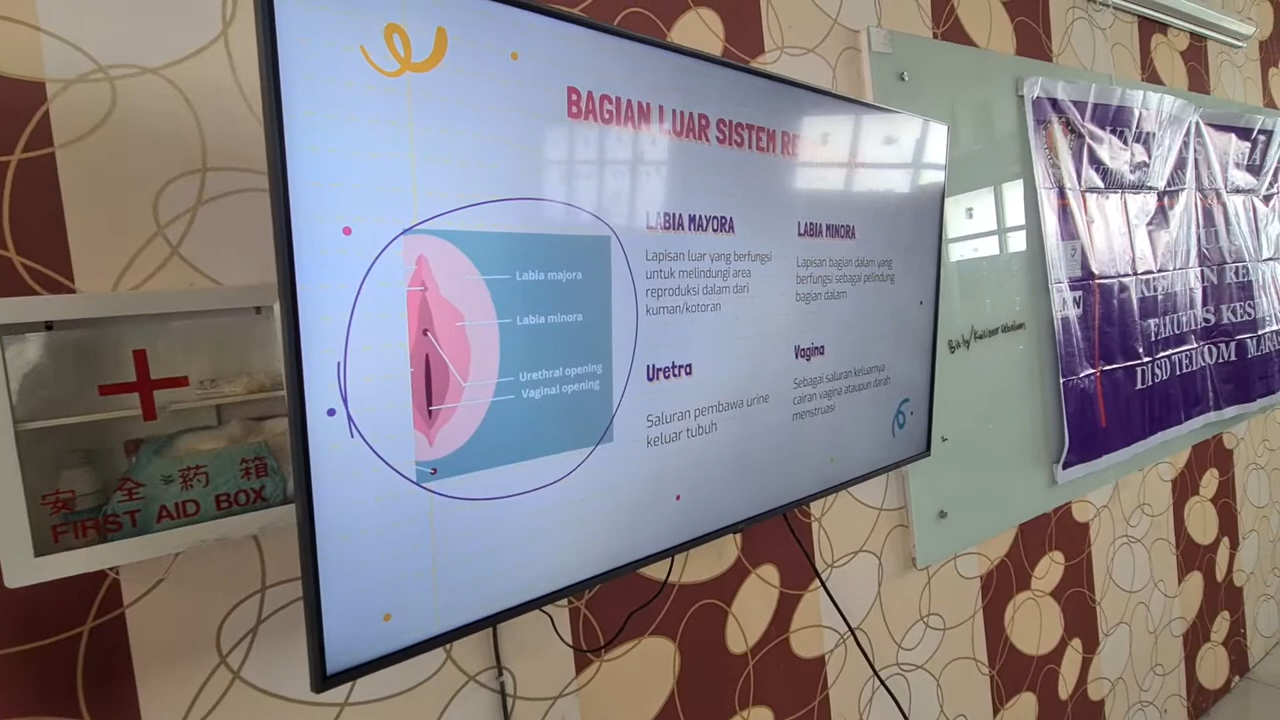 BAGIAN LUAR SISTEM
Labia majora
Labia minora
Urethral opening
Vaginal opening
LABIA MAYORA
Lapisan luar yang berfungsi
untuk melindungi area
reproduksi dalam dari
kuman/kotoran
LABIA MINORA
Lapisan bagian dalam yang
berfungsi sebagai pelindung
bagian dalam
Uretra
Saluran pembawa urine
keluar tubuh
Vagina
Sebagai saluran keluarnya
cairan vagina ataupun darah
menstruasi
安全药箱
FIRST AID BOX
FAKULTAS
DI SD TELKOM